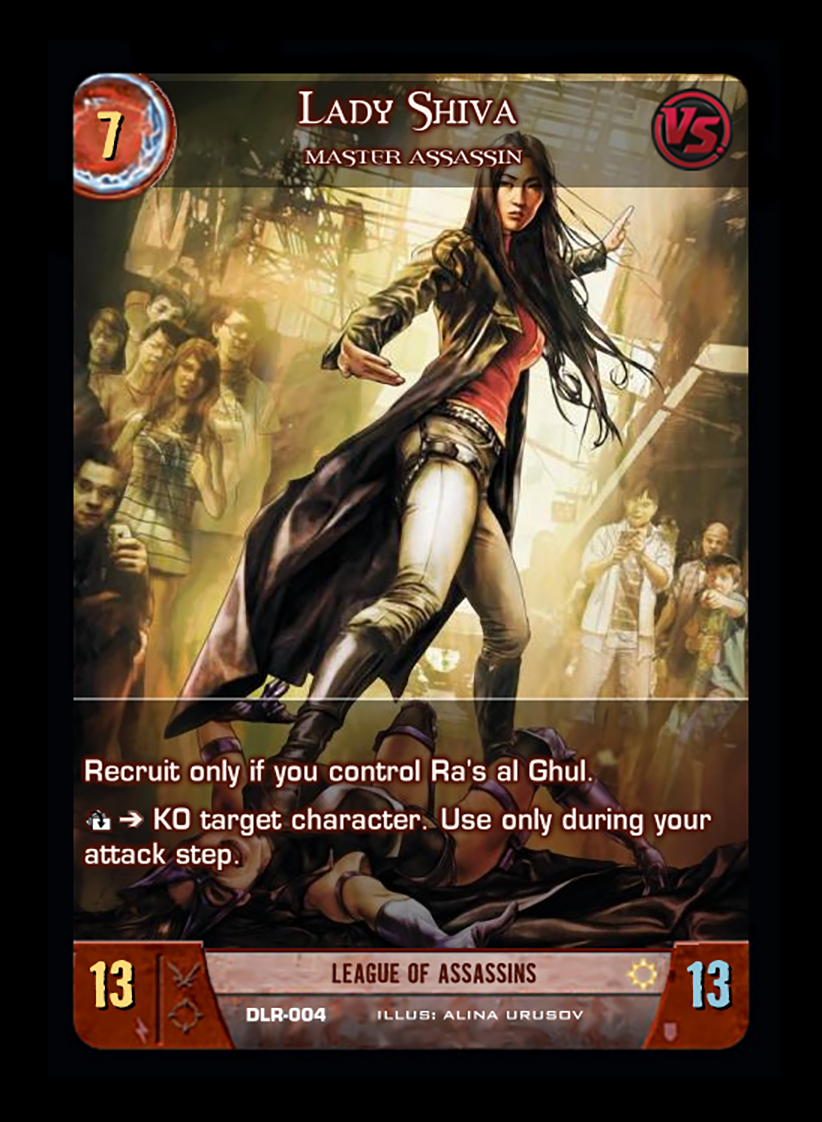 7
LADY SHIVA
VS.
MASTER ASSASSIN
Recruit only if you control Ra's al Ghul.
➔ KO target character. Use only during your
attack step.
13
LEAGUE OF ASSASSINS
13
DLR-004 ILLUS: ALINA URUSOV